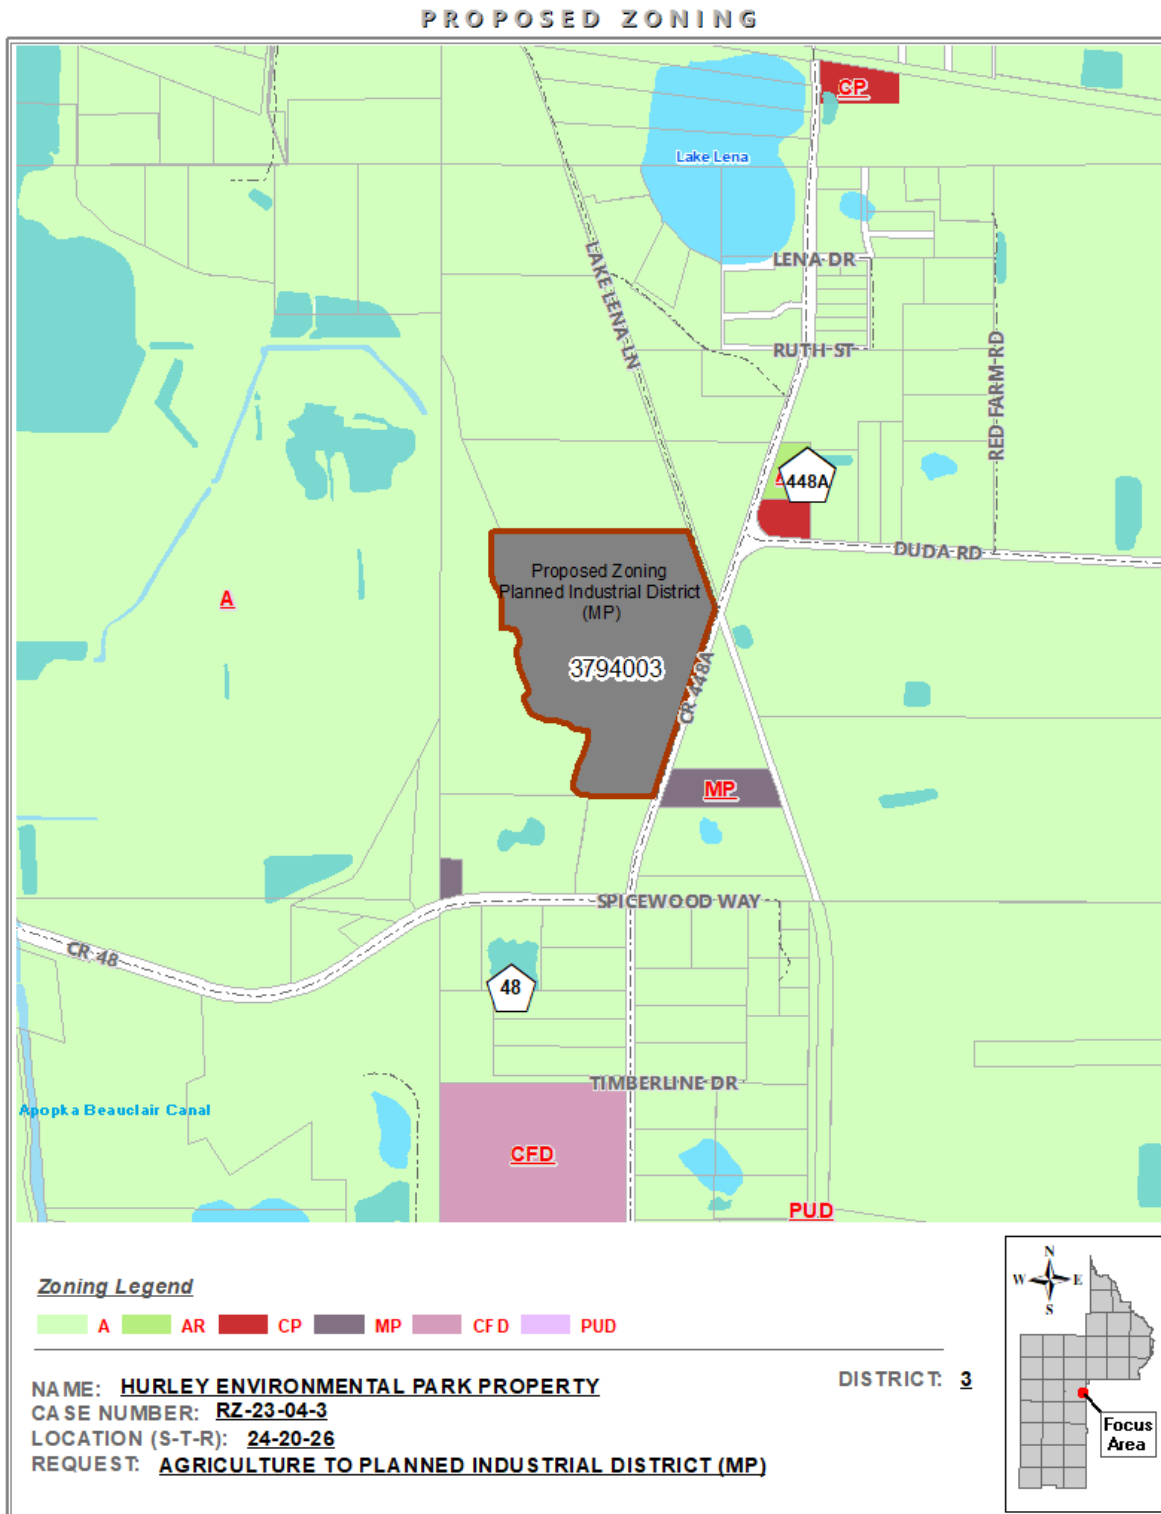 PROPOSED ZONING
CP
Lake Lena
LENA DR
LAKE LENA LN
RUTH ST
RED FARM RD
448A
DUDA RD
Proposed Zoning
Planned Industrial District
(MP)
A
3794003
CR 448A
MP
SPICEWOOD WAY
CR 48
48
TIMBERLINE DR
Apopka Beauclair Canal
CFD
PUD
Zoning Legend
A AR CP MP CFD PUD
NAME: HURLEY ENVIRONMENTAL PARK PROPERTY
DISTRICT: 3
CASE NUMBER: RZ-23-04-3
LOCATION (S-T-R): 24-20-26
REQUEST: AGRICULTURE TO PLANNED INDUSTRIAL DISTRICT (MP)
N
W E
S
Focus
Area